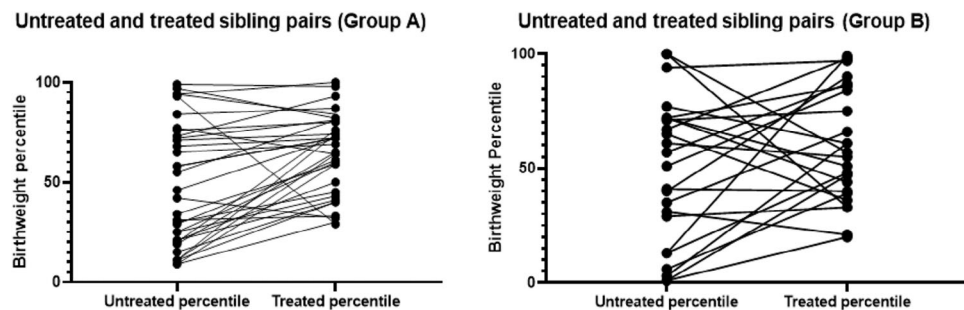 Untreated and treated sibling pairs (Group A)
Birthweight percentile
100
50
0
Untreated percentile Treated percentile
Untreated and treated sibling pairs (Group B)
Birthweight Percentile
100
50
0
Untreated percentile Treated percentile